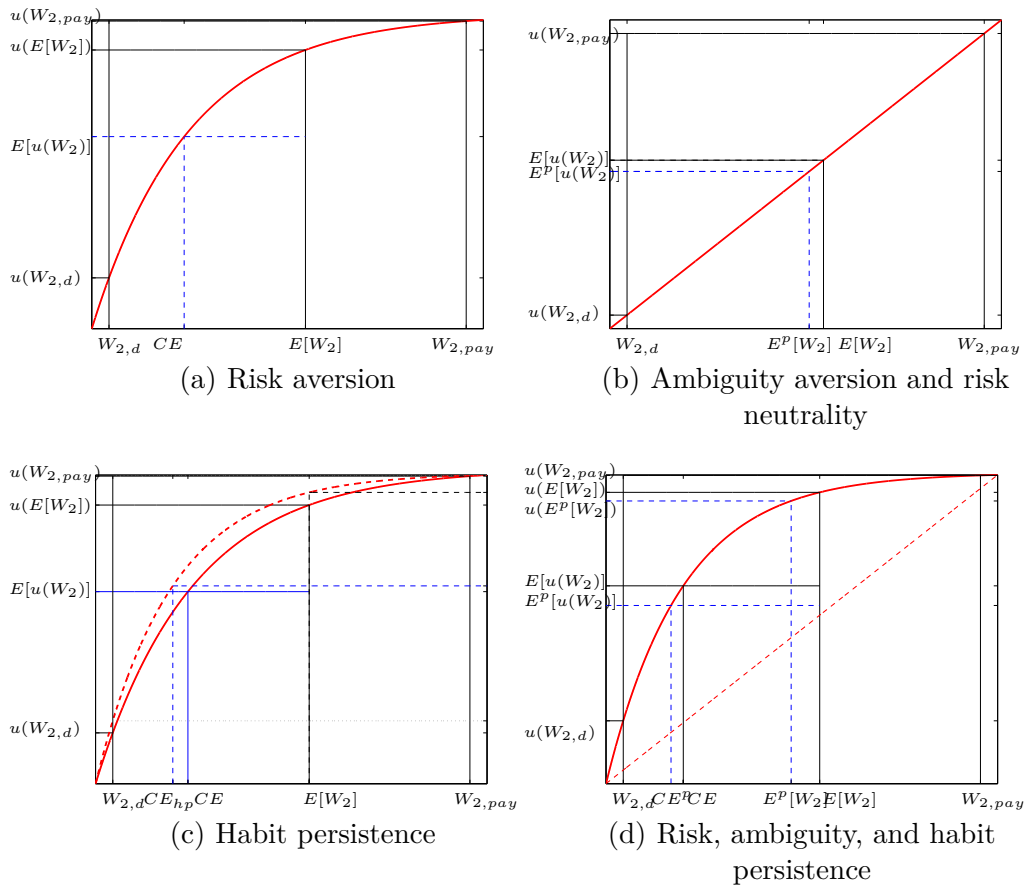 u(W_{2,pay})
u(E[W_2])
E[u(W_2)]
u(W_{2,d})
W_{2,d} CE E[W_2] W_{2,pay}
(a) Risk aversion
u(W_{2,pay})
E[u(W_2)]
E^p[u(W_2)]
u(W_{2,d})
W_{2,d} E^p[W_2] E[W_2] W_{2,pay}
(b) Ambiguity aversion and risk
neutrality
u(W_{2,pay})
u(E[W_2])
E[u(W_2)]
u(W_{2,d})
W_{2,d} CE_{hp} CE E[W_2] W_{2,pay}
(c) Habit persistence
u(W_{2,pay})
u(E[W_2])
u(E^p[W_2])
E[u(W_2)]
E^p[u(W_2)]
u(W_{2,d})
W_{2,d} CE^p CE E^p[W_2] E[W_2] W_{2,pay}
(d) Risk, ambiguity, and habit
persistence